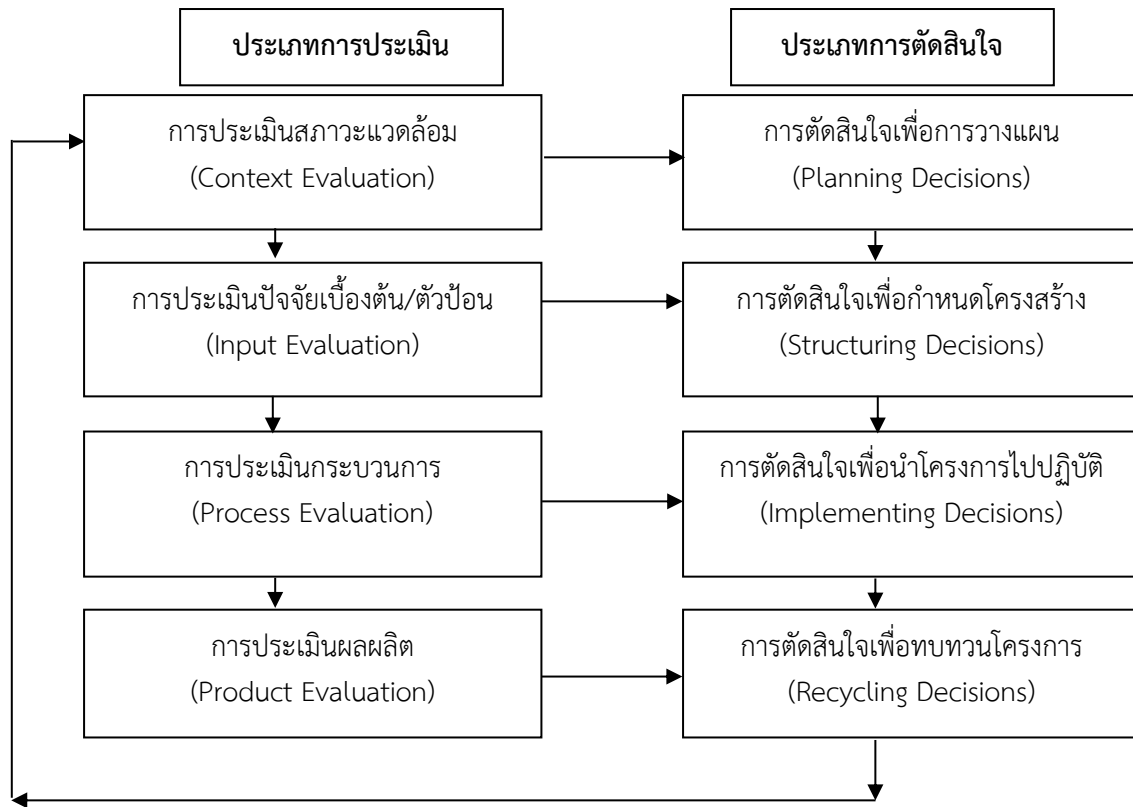 ประเภทการประเมิน
ประเภทการตัดสินใจ
การประเมินสภาวะแวดล้อม
(Context Evaluation)
การตัดสินใจเพื่อการวางแผน
(Planning Decisions)
การประเมินปัจจัยเบื้องต้น/ตัวป้อน
(Input Evaluation)
การตัดสินใจเพื่อกำหนดโครงสร้าง
(Structuring Decisions)
การประเมินกระบวนการ
(Process Evaluation)
การตัดสินใจเพื่อนำโครงการไปปฏิบัติ
(Implementing Decisions)
การประเมินผลผลิต
(Product Evaluation)
การตัดสินใจเพื่อทบทวนโครงการ
(Recycling Decisions)